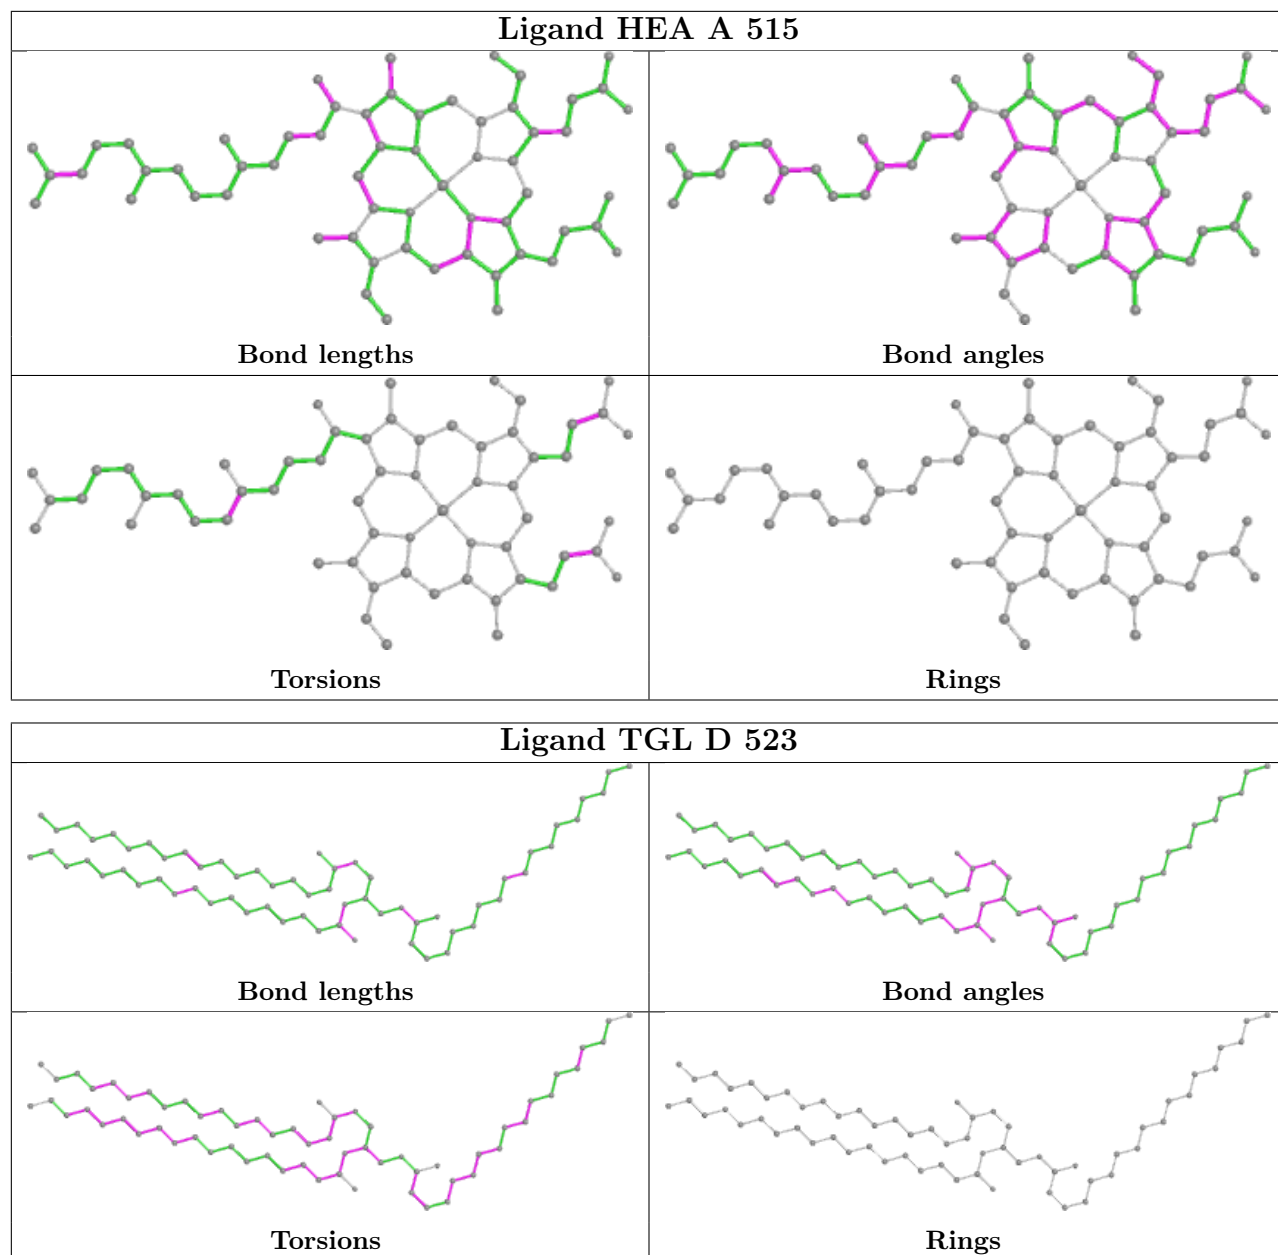 Ligand HEA A 515
Bond lengths
Bond angles
Torsions
Rings
Ligand TGL D 523
Bond lengths
Bond angles
Torsions
Rings